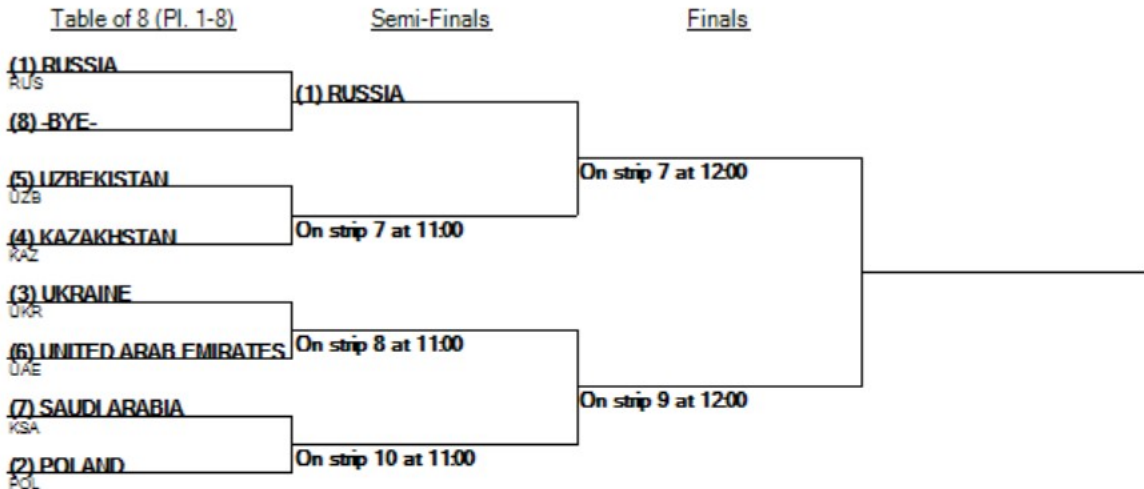 Table of 8 (Pl. 1-8) Semi-Finals Finals
(1) RUSSIA
RUS
(1) RUSSIA
(8) -BYE-
On strip 7 at 12:00
(5) UZBEKISTAN
UZB
On strip 7 at 11:00
(4) KAZAKHSTAN
KAZ
(3) UKRAINE
UKR
On strip 8 at 11:00
(6) UNITED ARAB EMIRATES
UAE
On strip 9 at 12:00
(7) SAUDI ARABIA
KSA
On strip 10 at 11:00
(2) POLAND
POL